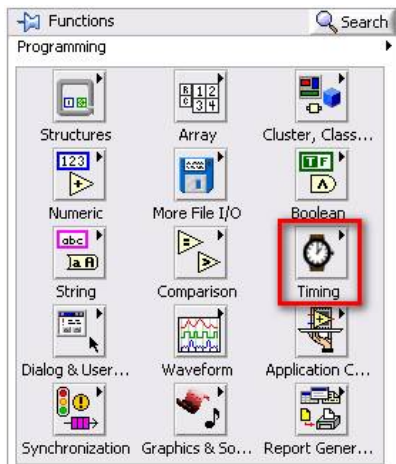 Functions
Search
Programming
Structures
Array
Cluster, Class...
Numeric
More File I/O
Boolean
String
Comparison
Timing
Dialog & User...
Waveform
Application C...
Synchronization
Graphics & So...
Report Gener...